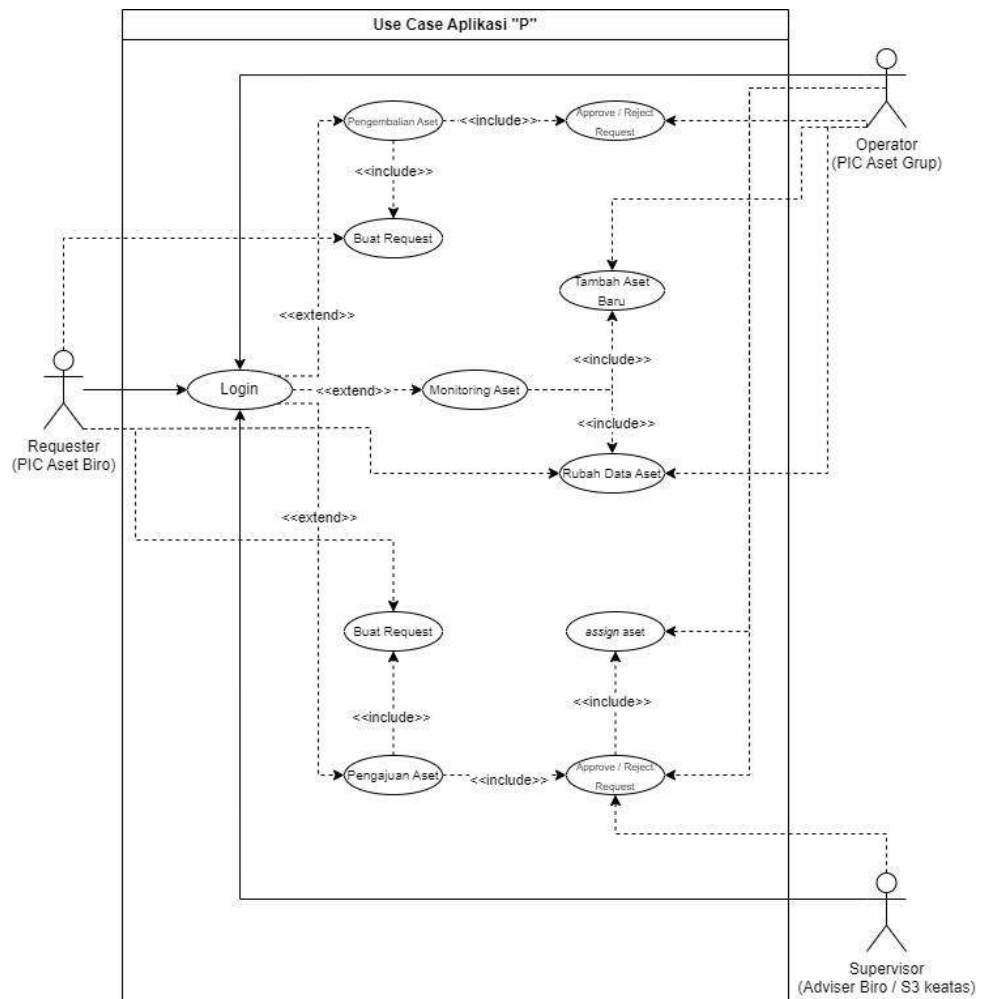 Use Case Aplikasi "P"
Pengembalian Aset
<<include>>
Approve / Reject
Request
Operator
(PIC Aset Grup)
<<include>>
Buat Request
Tambah Aset
Baru
<<extend>>
<<include>>
Login
<<extend>>
Monitoring Aset
<<include>>
Requester
(PIC Aset Biro)
Rubah Data Aset
<<extend>>
Buat Request
assign aset
<<include>>
<<include>>
Pengajuan Aset
<<include>>
Approve / Reject
Request
Supervisor
(Adviser Biro / S3 keatas)